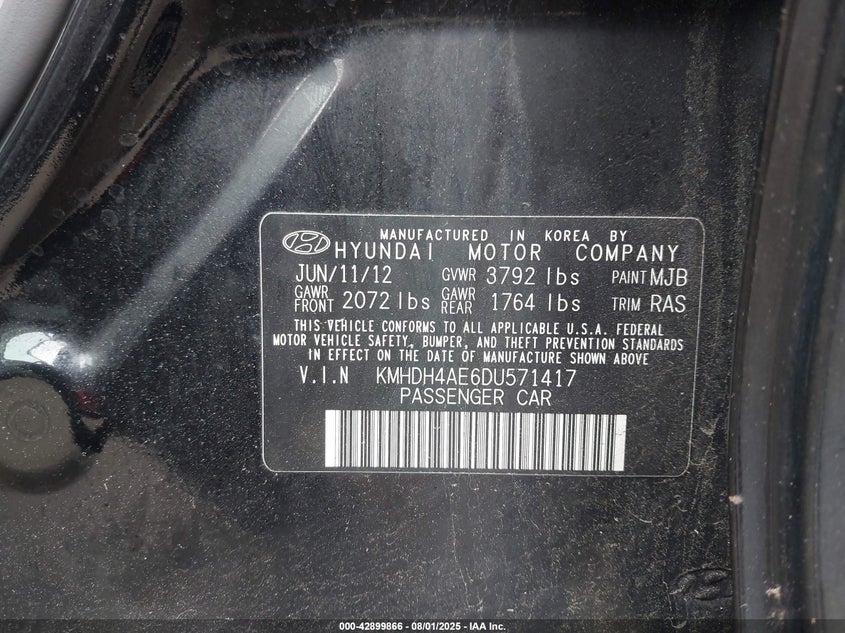 MANUFACTURED IN KOREA BY
HYUNDAI MOTOR COMPANY
JUN/11/12 GVWR 3792 lbs PAINT MJB
GAWR FRONT 2072 lbs GAWR REAR 1764 lbs TRIM RAS
THIS VEHICLE CONFORMS TO ALL APPLICABLE U.S.A. FEDERAL
MOTOR VEHICLE SAFETY, BUMPER, AND THEFT PREVENTION STANDARDS
IN EFFECT ON THE DATE OF MANUFACTURE SHOWN ABOVE
V.I.N KMHDH4AE6DU571417
PASSENGER CAR
000-42899866 - 08/01/2025 - IAA Inc.